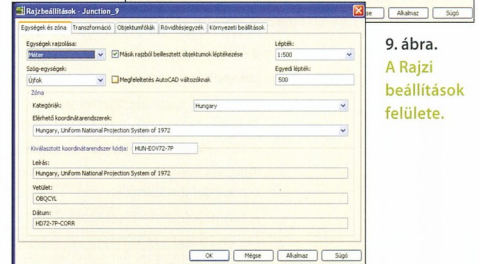 Rajzbeállítások - Junction_9
Egységek és zóna Transzformáció Objektumfóliák Rövidítésjegyzék Környezeti beállítások
Egységek rajzolása: Lépték:
Méter Másik rajzból beillesztett objektumok léptékezése 1:500
Szög-egységek: Egyedi lépték:
Újfok Megfeleltetés AutoCAD változóknak 500
Zóna
Kategóriák: Hungary
Elérhető koordinátarendszerek:
Hungary, Uniform National Projection System of 1972
Kiválasztott koordinátarendszer kódja: HUN-EOV72-7P
Leírás:
Hungary, Uniform National Projection System of 1972
Vetület:
OBQCYL
Dátum:
HD72-7P-CORR
OK Mégse Alkalmaz Súgó
Alkalmaz Súgó
9. ábra.
A Rajzi
beállítások
felülete.